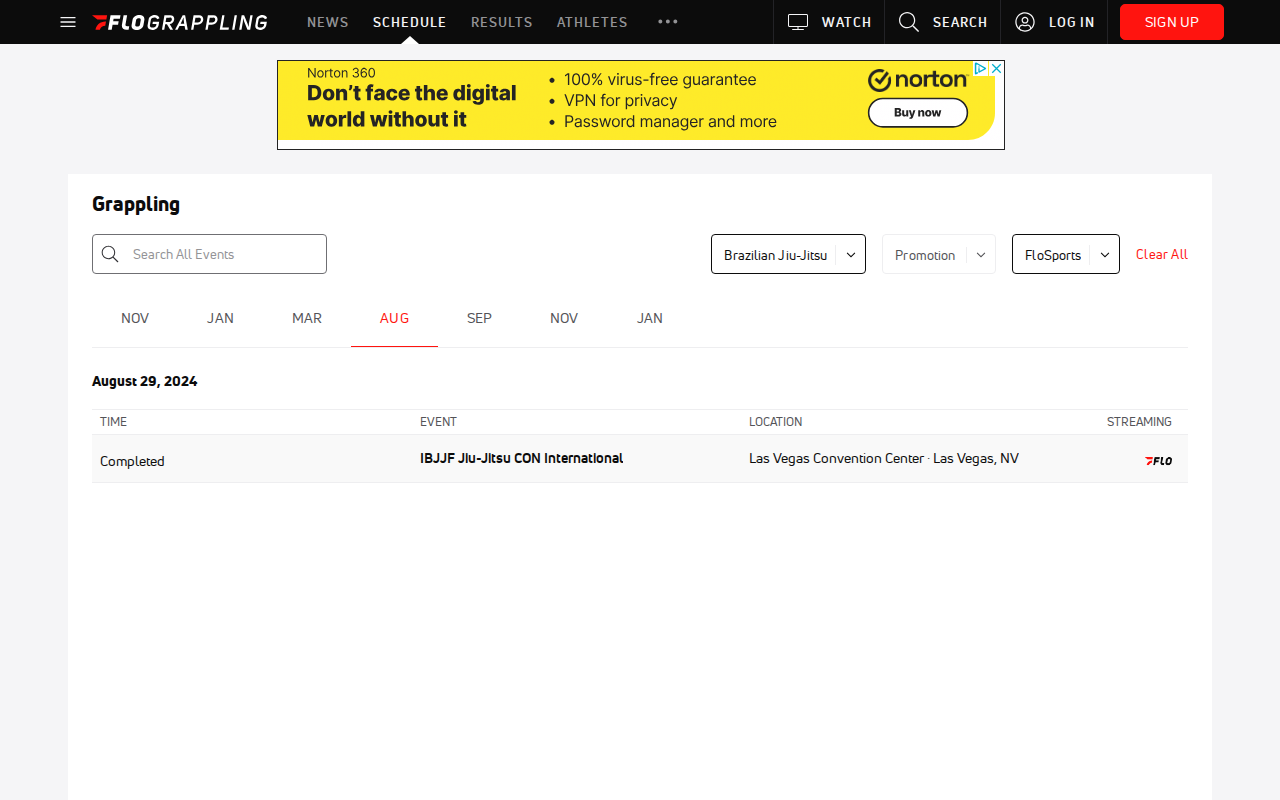 FLOGRAPPLING NEWS SCHEDULE RESULTS ATHLETES WATCH SEARCH LOG IN SIGN UP
Norton 360
Don't face the digital
world without it
• 100% virus-free guarantee
• VPN for privacy
• Password manager and more
norton
Buy now
Grappling
Search All Events Brazilian Jiu-Jitsu Promotion FloSports Clear All
NOV JAN MAR AUG SEP NOV JAN
August 29, 2024
TIME EVENT LOCATION STREAMING
Completed IBJJF Jiu-Jitsu CON International Las Vegas Convention Center · Las Vegas, NV FLO